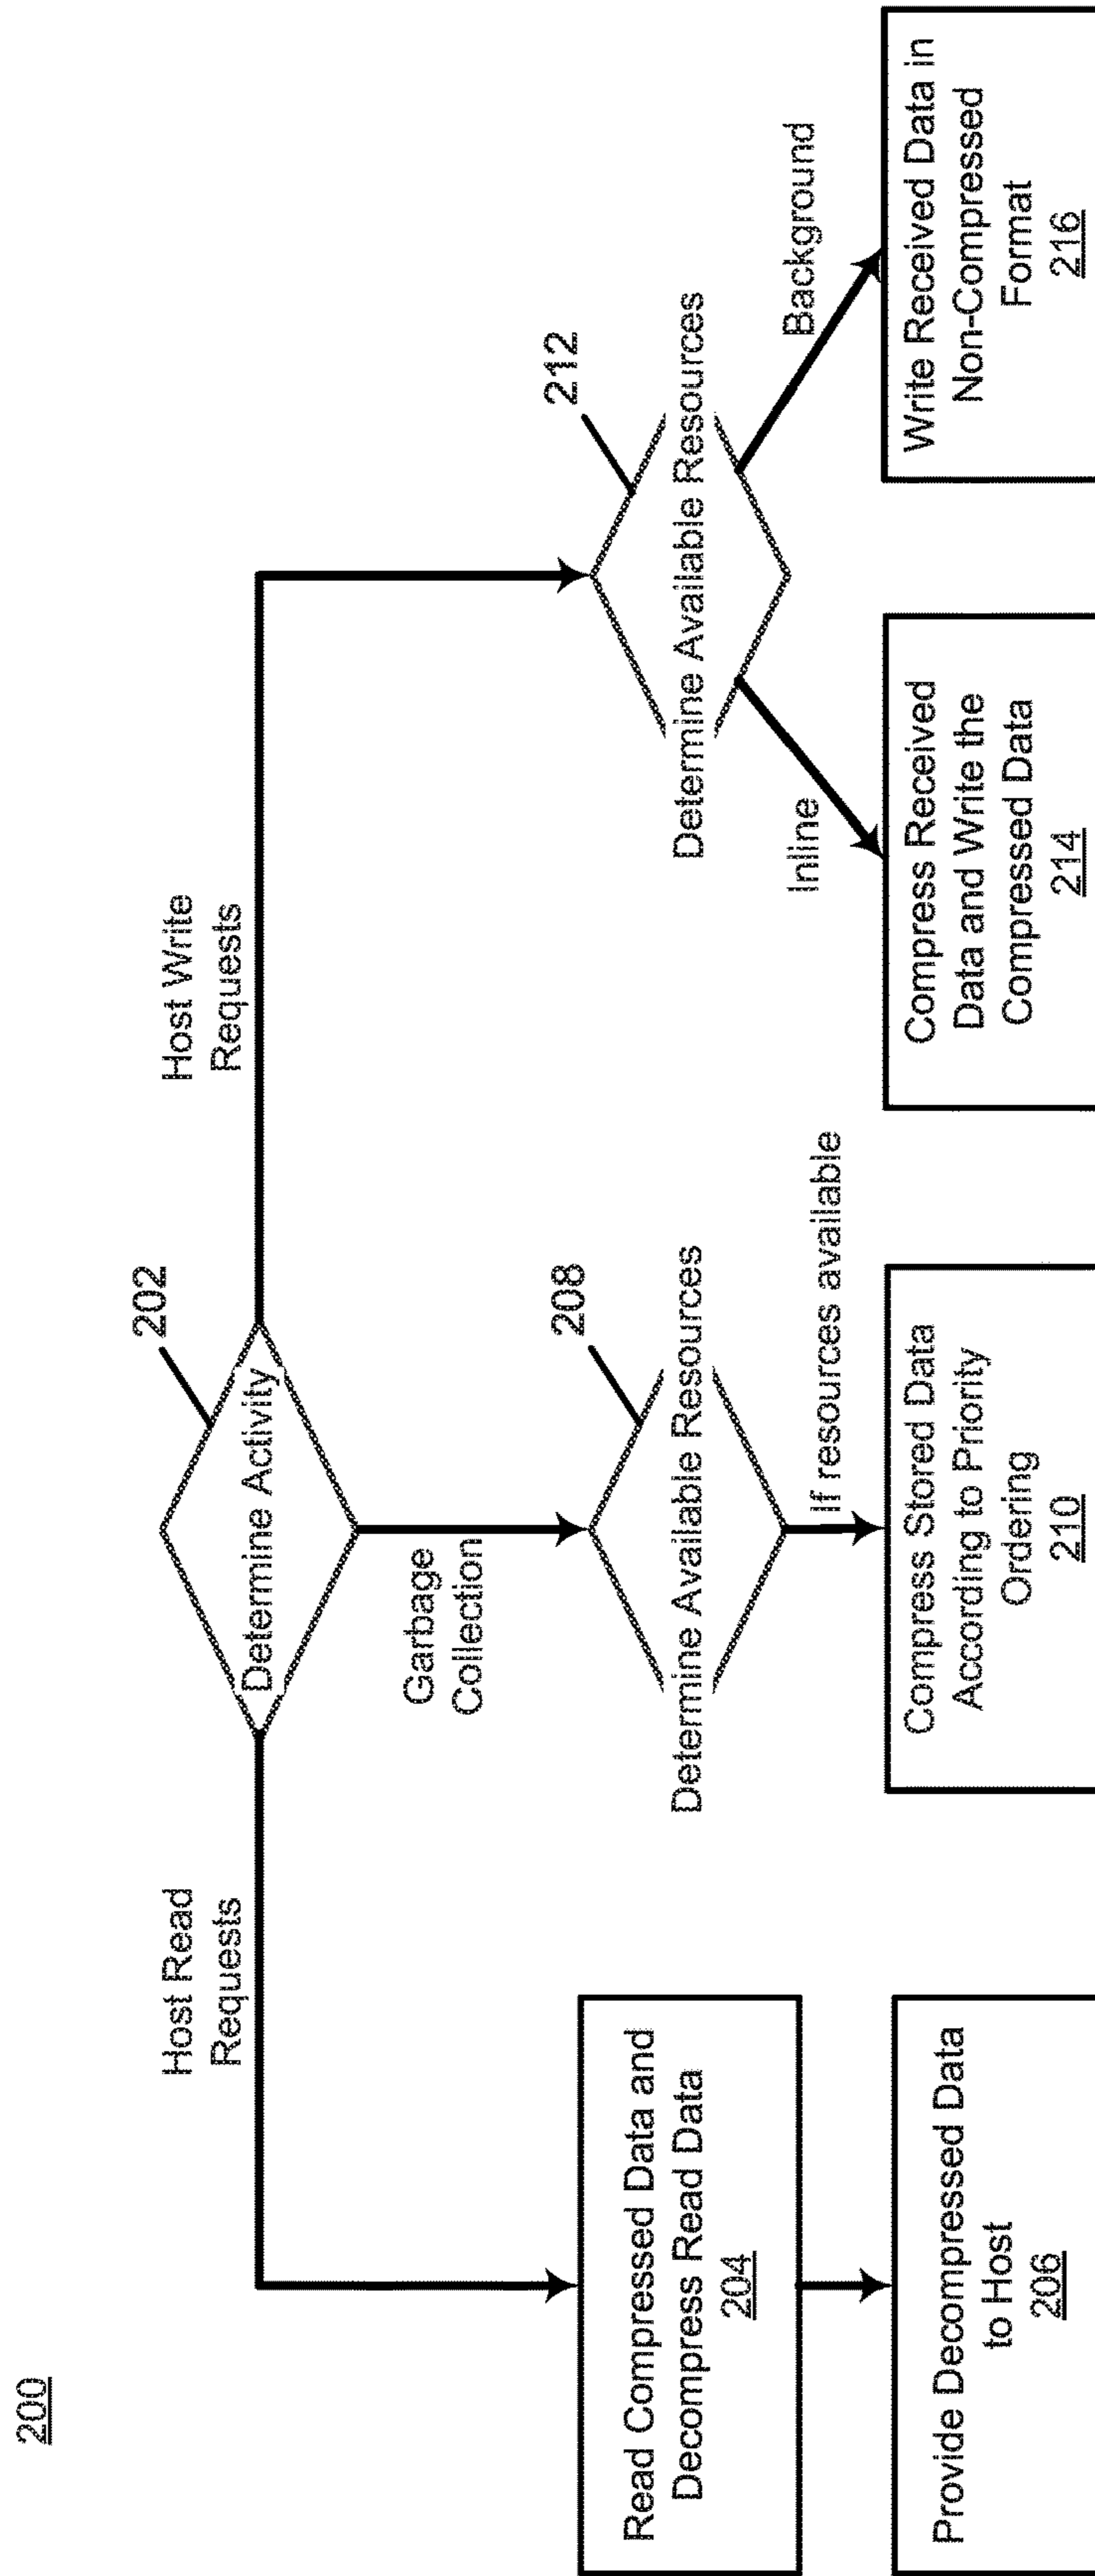 200
202
Determine Activity
Host Read
Requests
Garbage
Collection
Host Write
Requests
Read Compressed Data and
Decompress Read Data
204
Provide Decompressed Data
to Host
206
208
Determine Available Resources
If resources available
Compress Stored Data
According to Priority
Ordering
210
212
Determine Available Resources
Inline
Background
Compress Received
Data and Write the
Compressed Data
214
Write Received Data in
Non-Compressed
Format
216